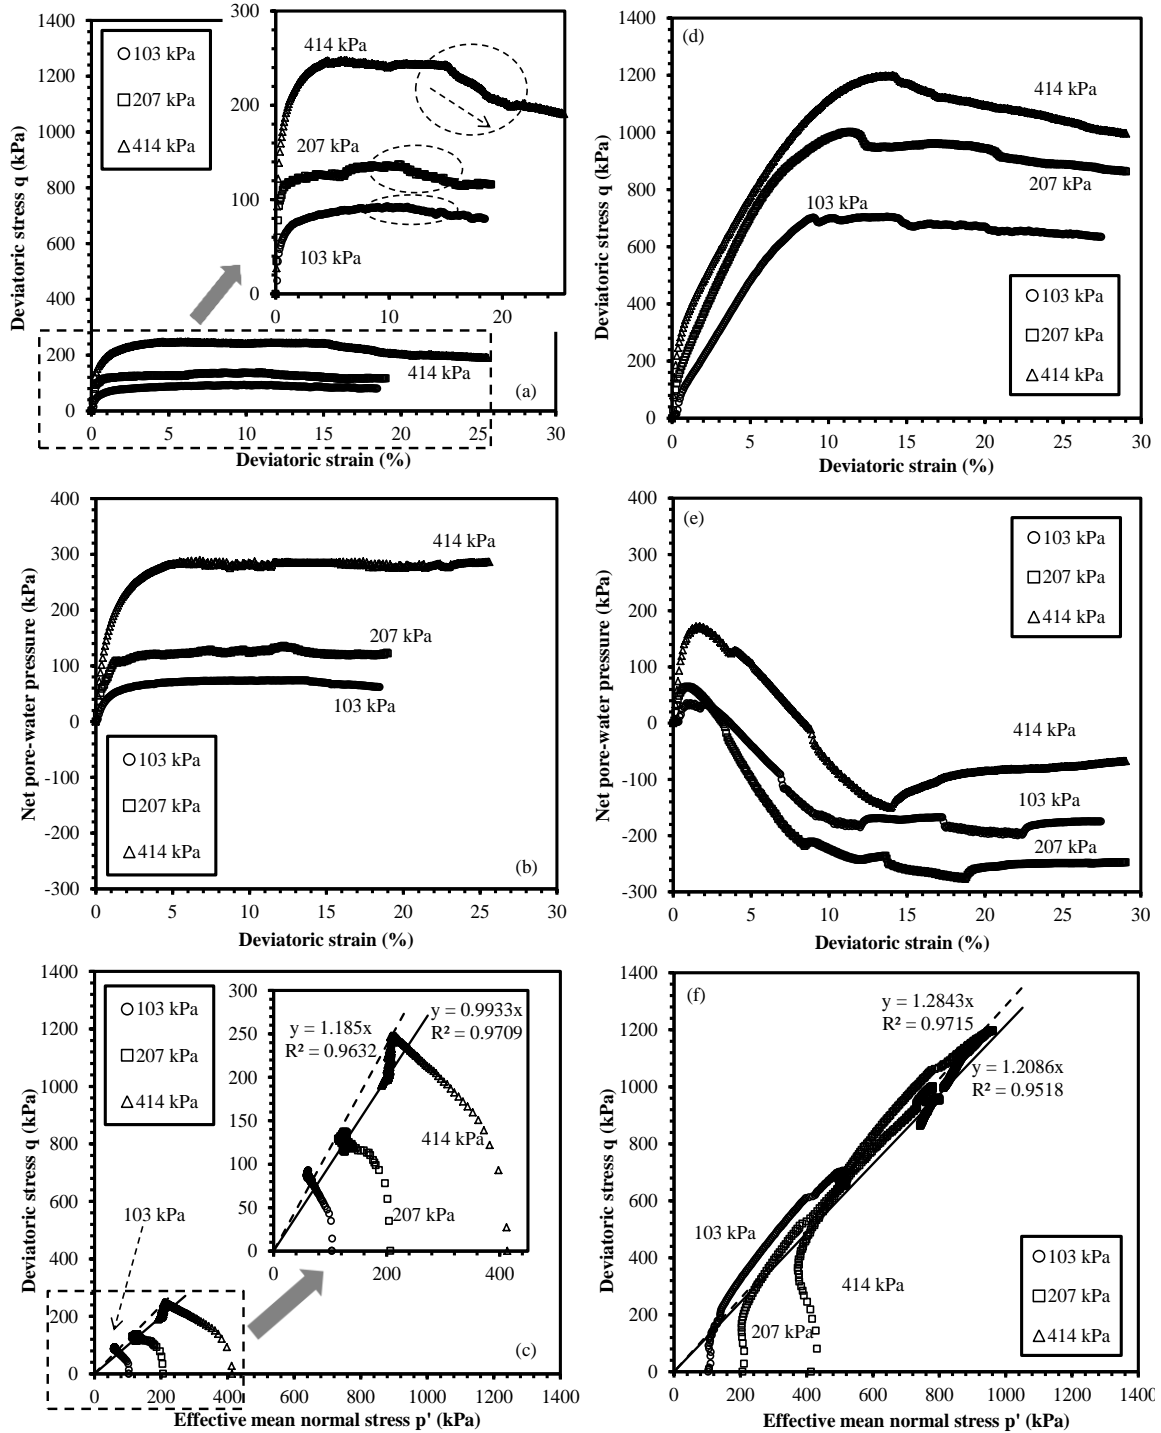 1400
1200
1000
800
600
400
200
0
Deviatoric stress q (kPa)
103 kPa
207 kPa
414 kPa
300
200
100
0
0
10
20
414 kPa
207 kPa
103 kPa
414 kPa
(a)
0
5
10
15
20
25
30
Deviatoric strain (%)
1400
1200
1000
800
600
400
200
0
Deviatoric stress q (kPa)
(d)
414 kPa
207 kPa
103 kPa
103 kPa
207 kPa
414 kPa
0
5
10
15
20
25
30
Deviatoric strain (%)
400
300
200
100
0
-100
-200
-300
Net pore-water pressure (kPa)
414 kPa
207 kPa
103 kPa
103 kPa
207 kPa
414 kPa
(b)
0
5
10
15
20
25
30
Deviatoric strain (%)
400
300
200
100
0
-100
-200
-300
Net pore-water pressure (kPa)
(e)
103 kPa
207 kPa
414 kPa
414 kPa
103 kPa
207 kPa
0
5
10
15
20
25
30
Deviatoric strain (%)
1400
1200
1000
800
600
400
200
0
Deviatoric stress q (kPa)
103 kPa
207 kPa
414 kPa
300
250
200
150
100
50
0
0
200
400
y = 1.185x
R² = 0.9632
y = 0.9933x
R² = 0.9709
414 kPa
207 kPa
103 kPa
(c)
0
200
400
600
800
1000
1200
1400
Effective mean normal stress p' (kPa)
1400
1200
1000
800
600
400
200
0
Deviatoric stress q (kPa)
(f)
y = 1.2843x
R² = 0.9715
y = 1.2086x
R² = 0.9518
103 kPa
414 kPa
207 kPa
103 kPa
207 kPa
414 kPa
0
200
400
600
800
1000
1200
1400
Effective mean normal stress p' (kPa)